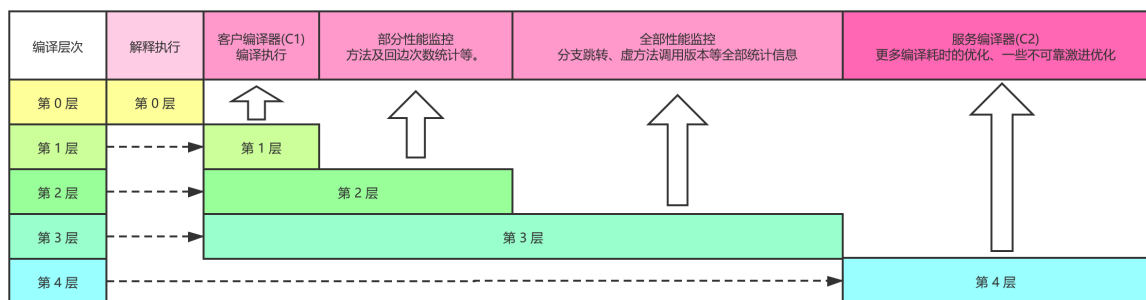 编译层次
解释执行
客户编译器(C1)
编译执行
部分性能监控
方法及回边次数统计等。
全部性能监控
分支跳转、虚方法调用版本等全部统计信息
服务编译器(C2)
更多编译耗时的优化、一些不可靠激进优化
第 0 层
第 0 层
第 1 层
第 1 层
第 2 层
第 2 层
第 3 层
第 3 层
第 4 层
第 4 层